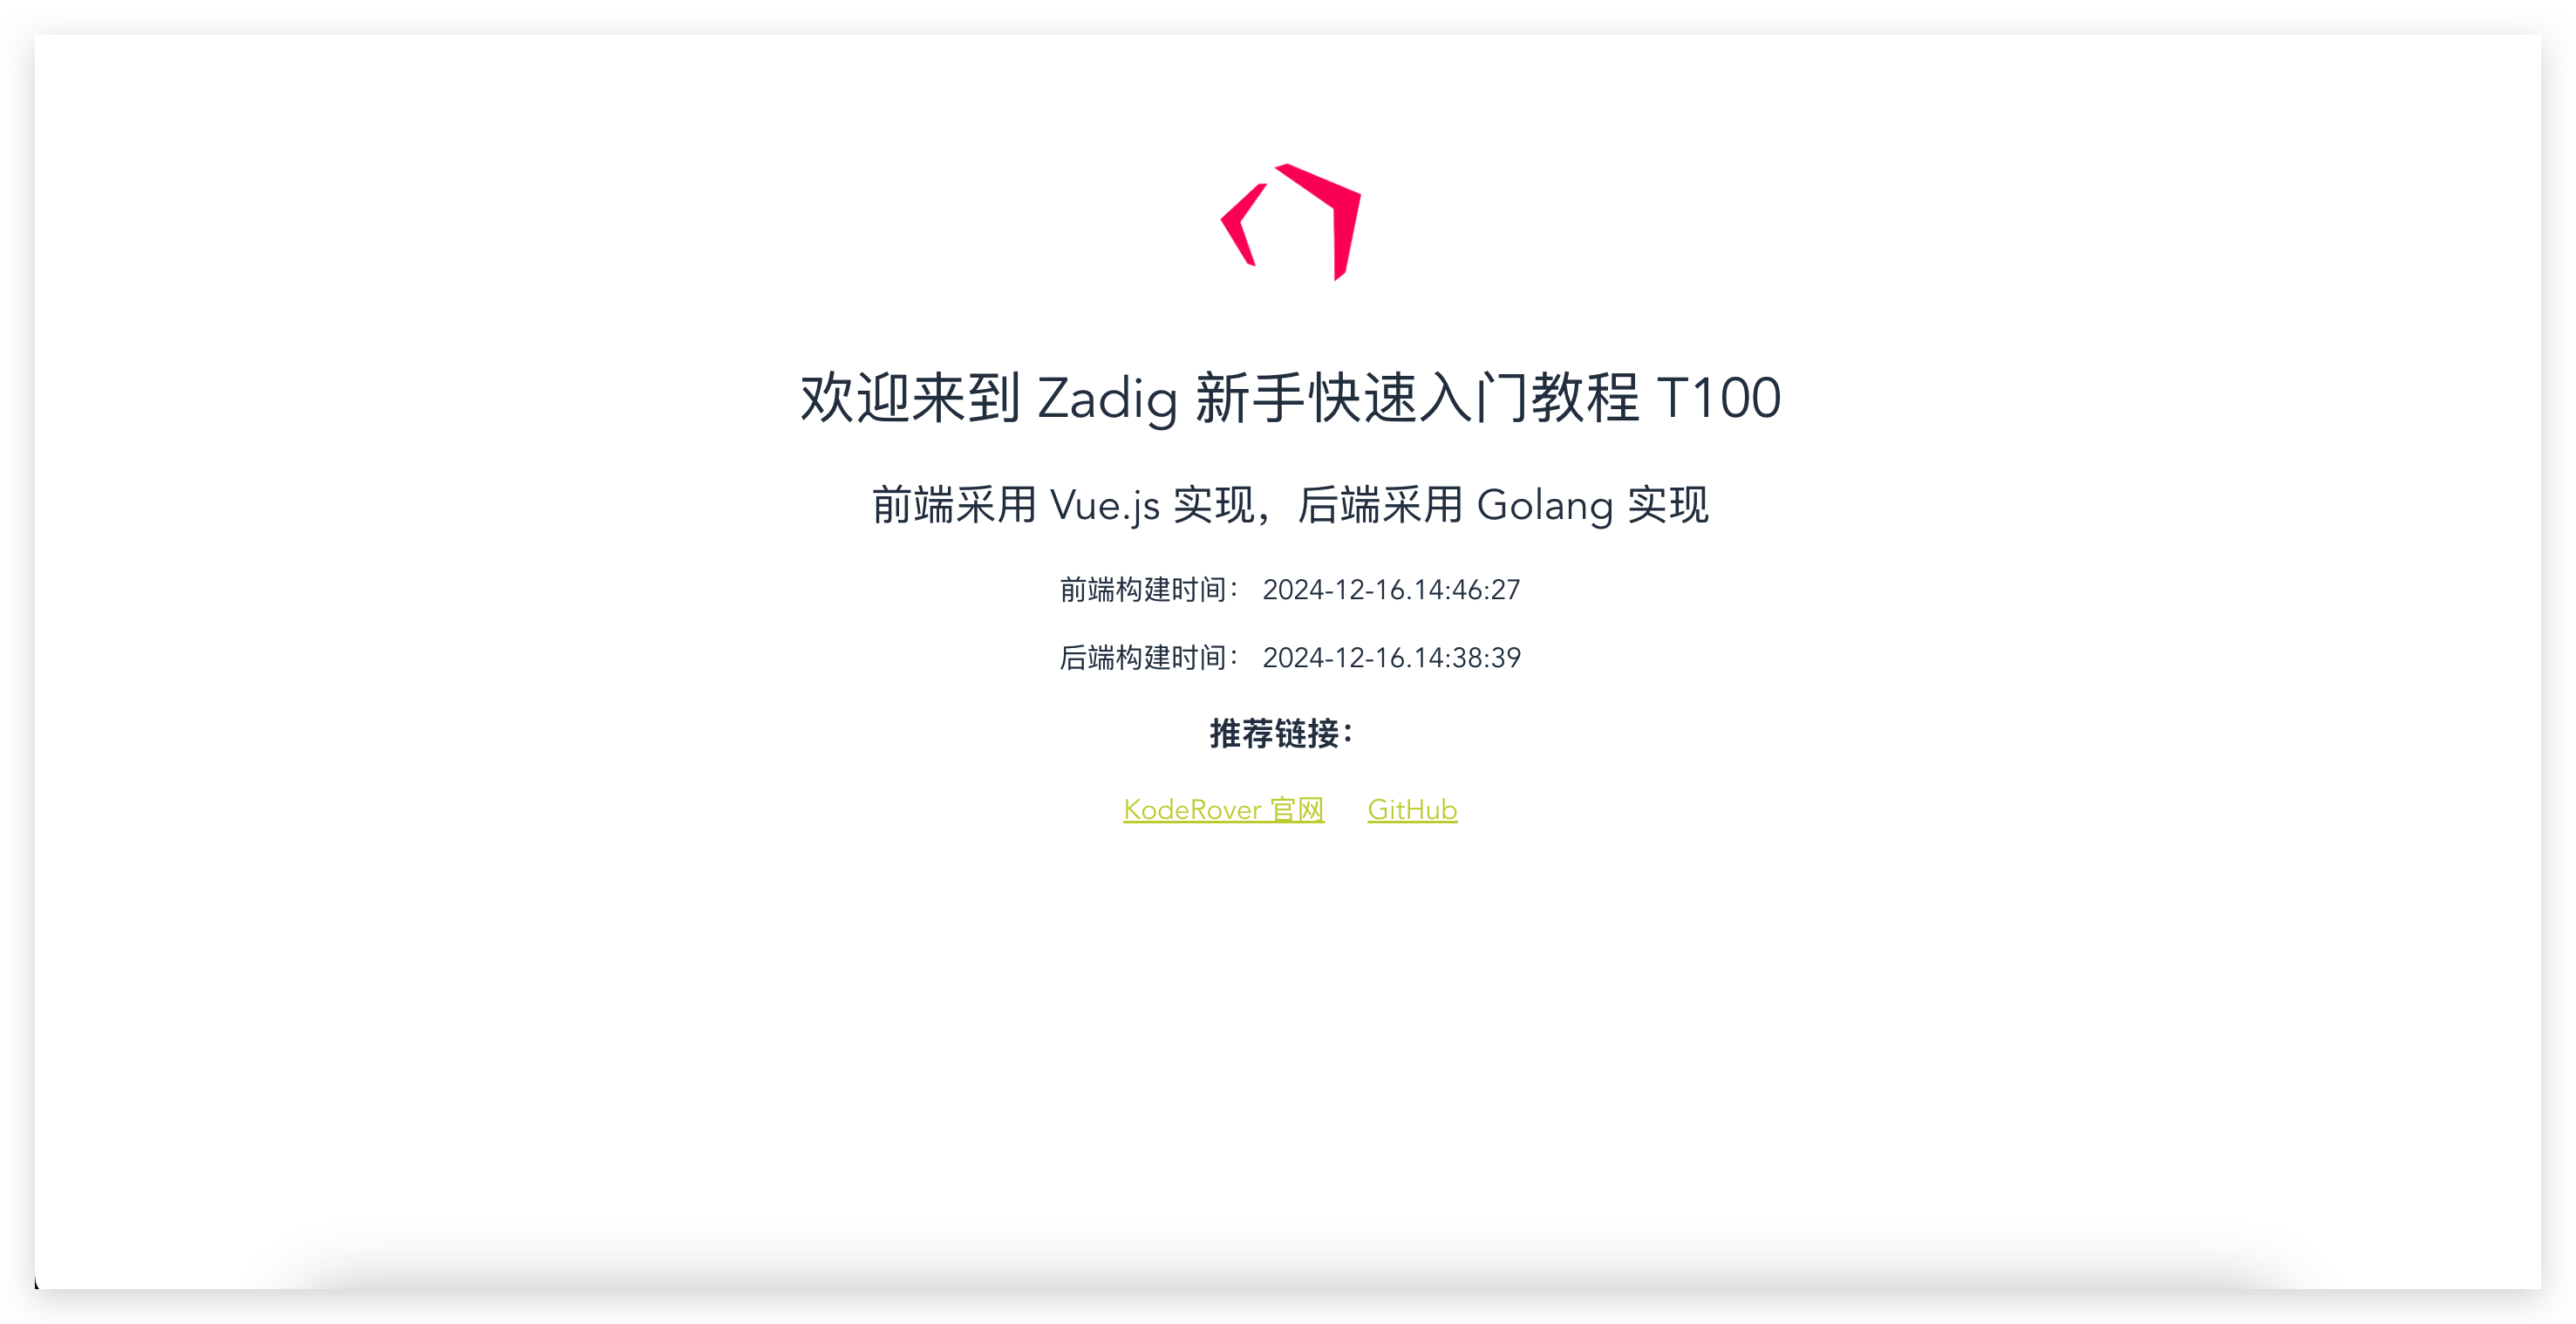 欢迎来到 Zadig 新手快速入门教程 T100
前端采用 Vue.js 实现，后端采用 Golang 实现
前端构建时间： 2024-12-16.14:46:27
后端构建时间： 2024-12-16.14:38:39
推荐链接：
KodeRover 官网 GitHub